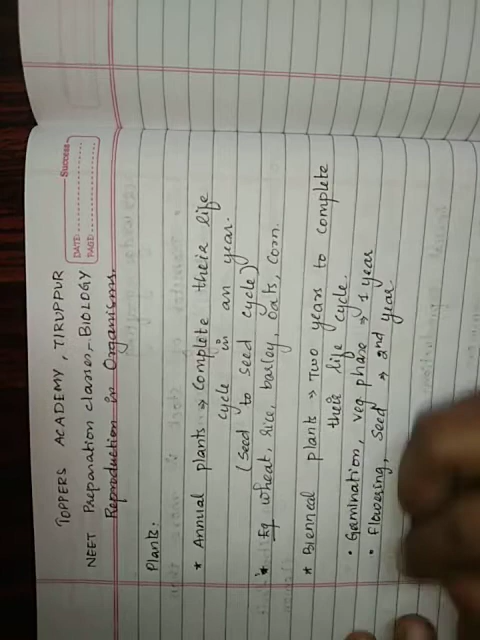 Success
DATE:
PAGE:
TOPPERS ACADEMY, TIRUPPUR
NEET Preparation classes-BIOLOGY
Reproduction in Organisms.
Plants.
* Annual plants ⇒ Complete their life
cycle in an year.
(seed to seed cycle)
* Eg wheat, rice, barley, Oats, corn.
* Bienneal plants ⇒ Two years to complete
their life cycle.
• Germination, veg phase ⇒ 1 year
• Flowering, seed ⇒ 2nd year.